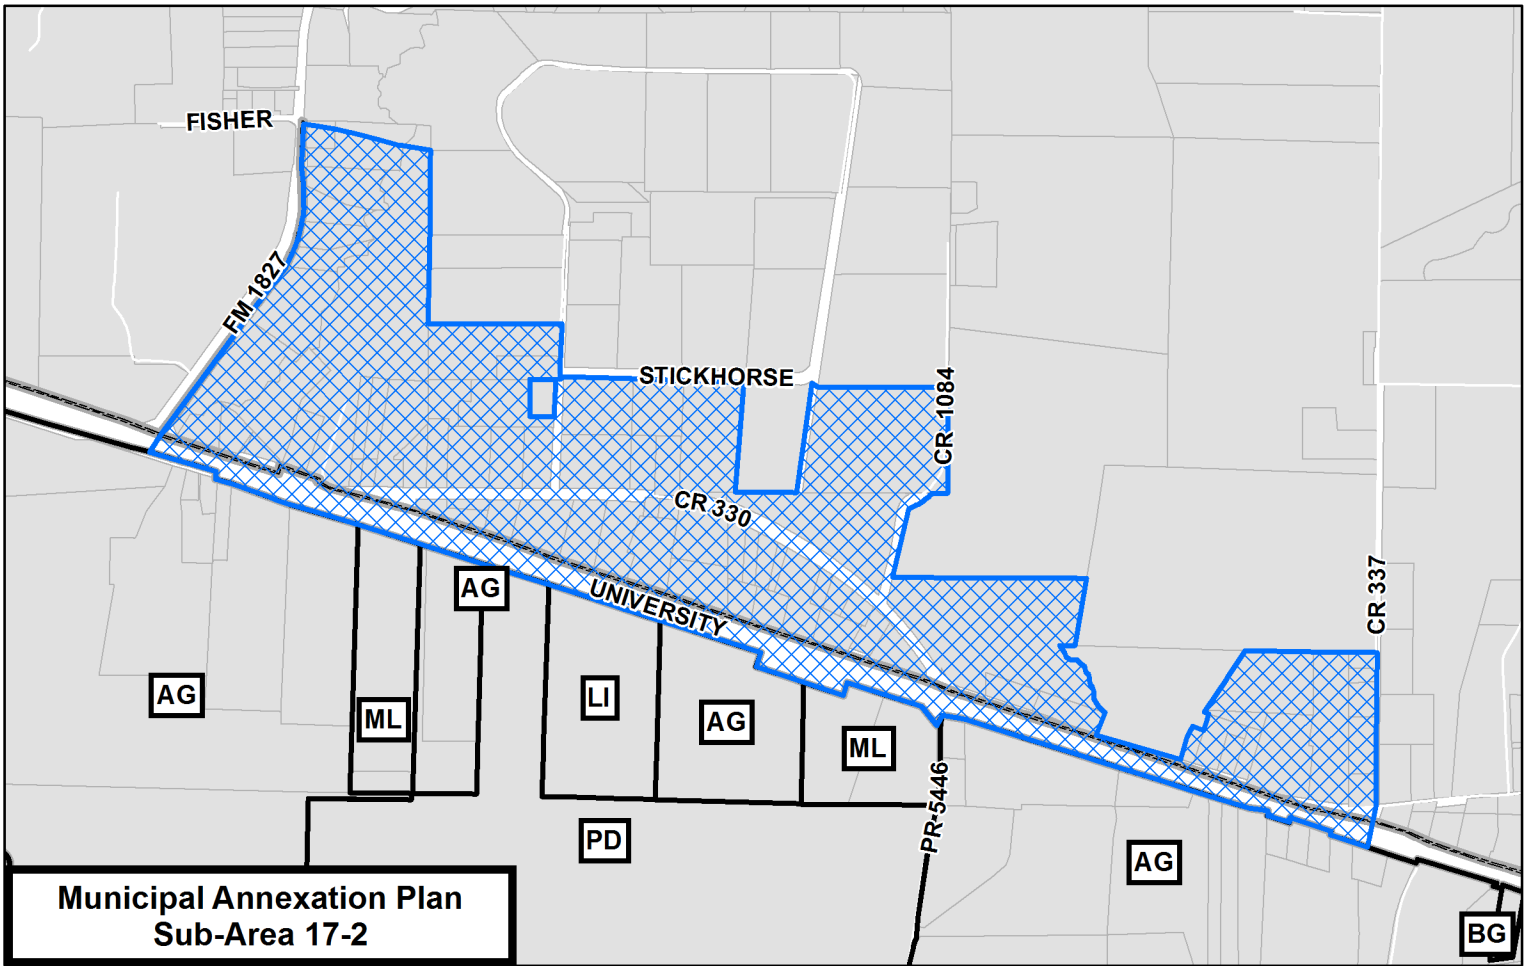 FISHER
FM 1827
STICKHORSE
CR 1084
CR 330
CR 337
AG
UNIVERSITY
AG
ML
LI
AG
ML
PR 5446
PD
AG
BG
Municipal Annexation Plan
Sub-Area 17-2